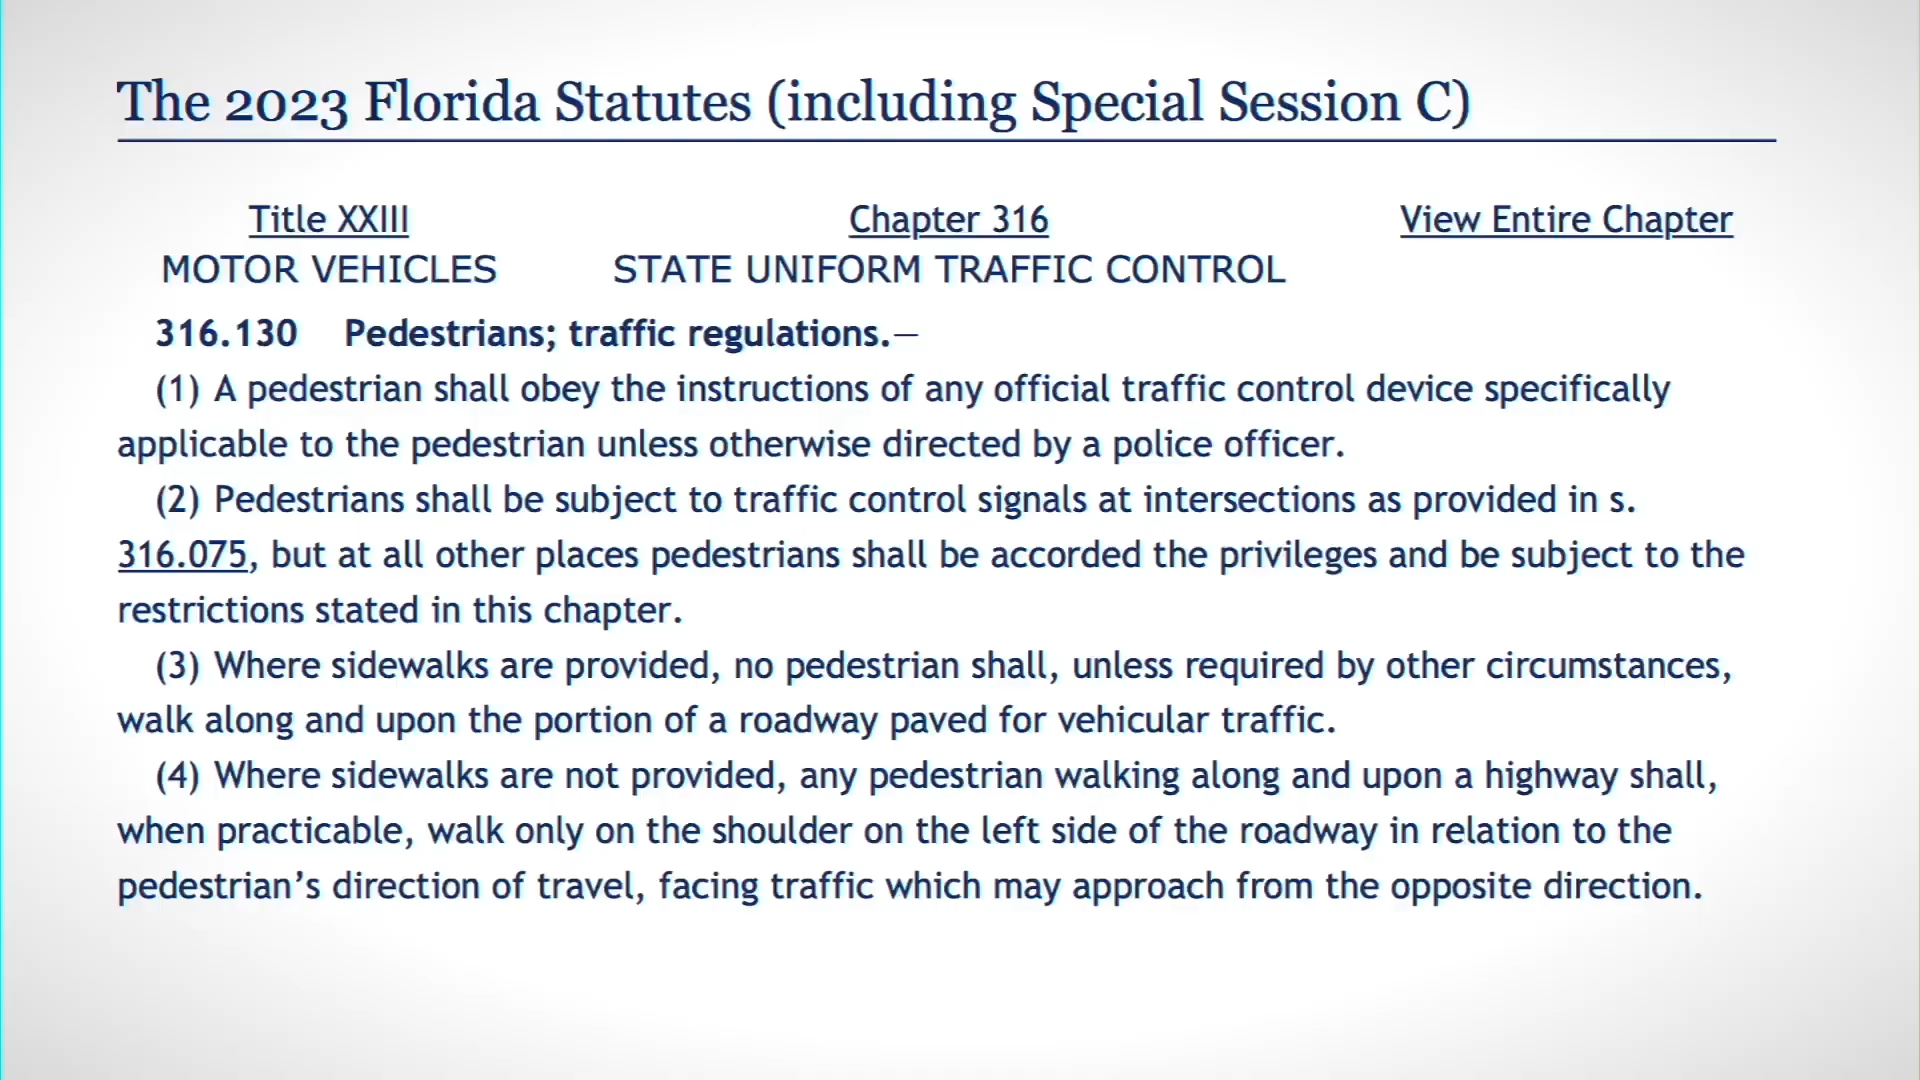 The 2023 Florida Statutes (including Special Session C)
Title XXIII Chapter 316 View Entire Chapter
MOTOR VEHICLES STATE UNIFORM TRAFFIC CONTROL
316.130 Pedestrians; traffic regulations.—
(1) A pedestrian shall obey the instructions of any official traffic control device specifically
applicable to the pedestrian unless otherwise directed by a police officer.
(2) Pedestrians shall be subject to traffic control signals at intersections as provided in s.
316.075, but at all other places pedestrians shall be accorded the privileges and be subject to the
restrictions stated in this chapter.
(3) Where sidewalks are provided, no pedestrian shall, unless required by other circumstances,
walk along and upon the portion of a roadway paved for vehicular traffic.
(4) Where sidewalks are not provided, any pedestrian walking along and upon a highway shall,
when practicable, walk only on the shoulder on the left side of the roadway in relation to the
pedestrian’s direction of travel, facing traffic which may approach from the opposite direction.